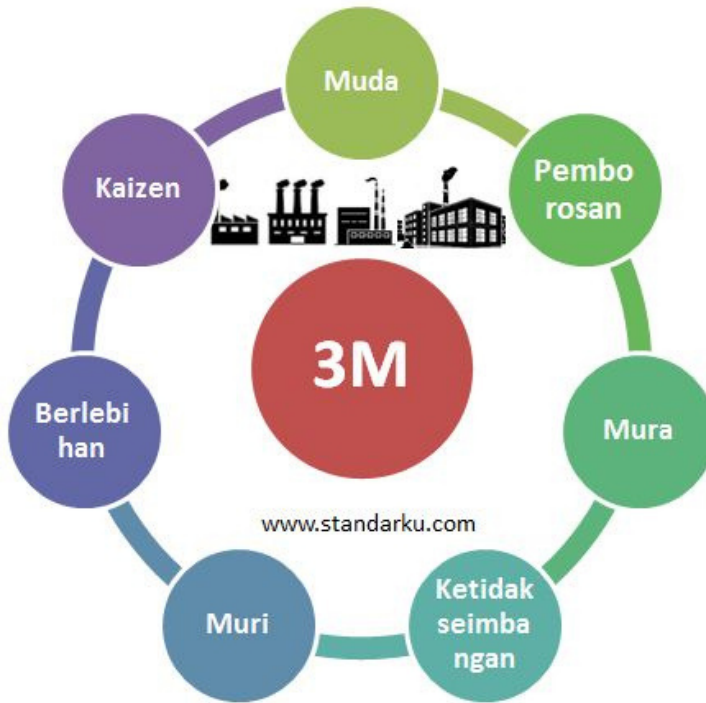 Muda
Pembo
rosan
Mura
Ketidak
seimba
ngan
Muri
Berlebi
han
Kaizen
3M
www.standarku.com